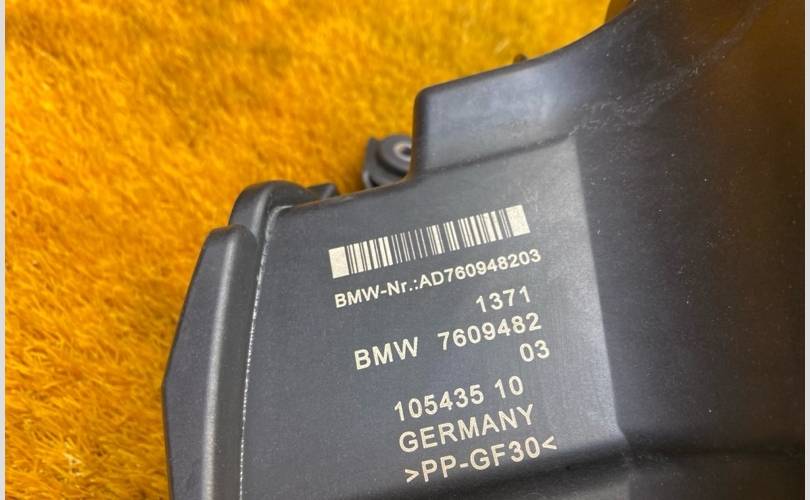 BMW-Nr.:AD760948203
1371
BMW 7609482
03
105435 10
GERMANY
>PP-GF30<